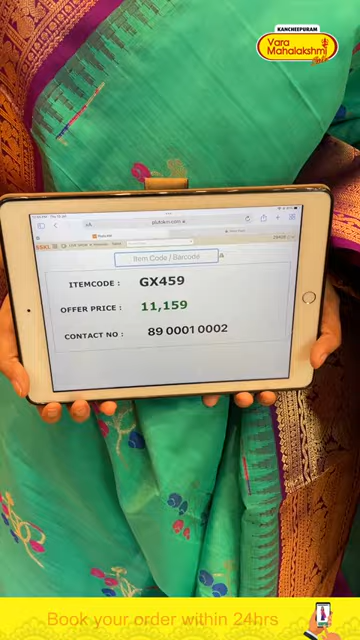 KANCHEEPURAM
Vara
Mahalakshmi
Item Code / Barcode
ITEMCODE : GX459
OFFER PRICE : 11,159
CONTACT NO : 89 0001 0002
Book your order within 24hrs